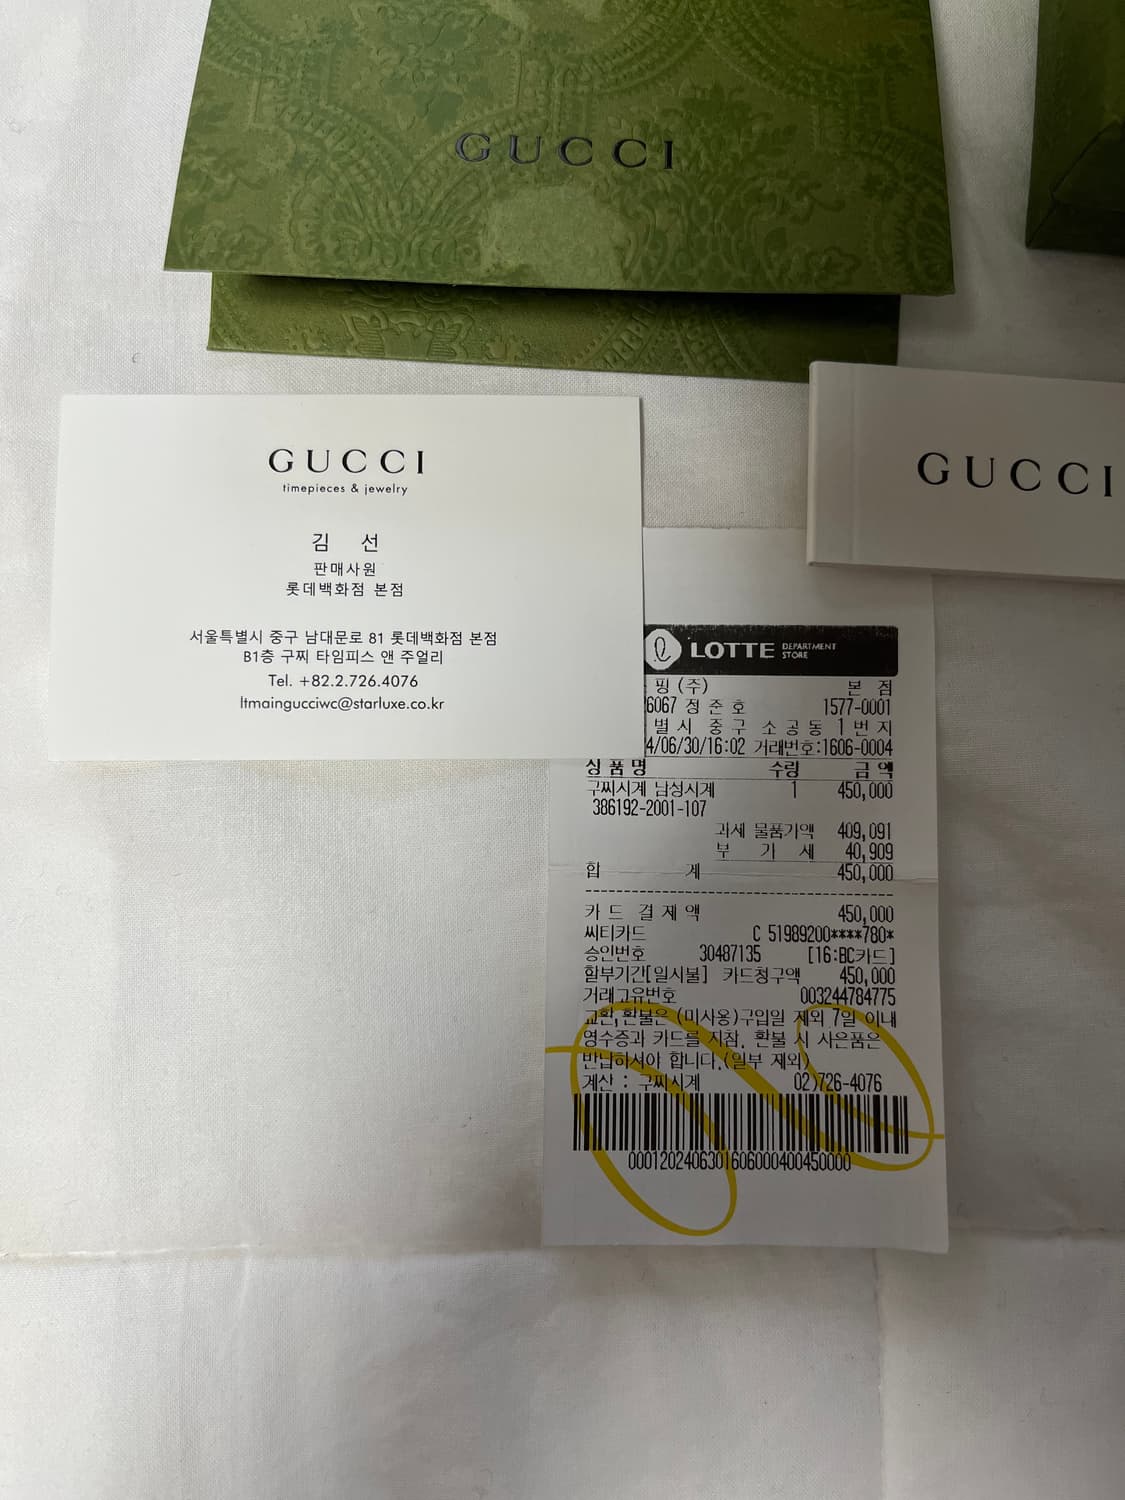 GUCCI
GUCCI
timepieces & jewelry
김 선
판매사원
롯데백화점 본점
서울특별시 중구 남대문로 81 롯데백화점 본점
B1층 구찌 타임피스 앤 주얼리
Tel. +82.2.726.4076
ltmaingucciwc@starluxe.co.kr
GUCCI
LOTTE DEPARTMENT STORE
핑(주) 본 점
6067 정준호 1577-0001
별시 중구 소공동 1번지
4/06/30/16:02 거래번호:1606-0004
상품명 수량 금액
구찌시계 남성시계 1 450,000
386192-2001-107
과세 물품가액 409,091
부 가 세 40,909
합 계 450,000
카드 결제액 450,000
씨티카드 C 51989200****780*
승인번호 30487135 [16:BC카드]
할부기간[일시불] 카드청구액 450,000
거래고유번호 003244784775
교환,환불은 (미사용)구입일 제외 7일 이내
영수증과 카드를 지참. 환불 시 사은품은
반납하셔야 합니다.(일부 제외)
계산 : 구찌시계 02)726-4076
0001202406301606000400450000